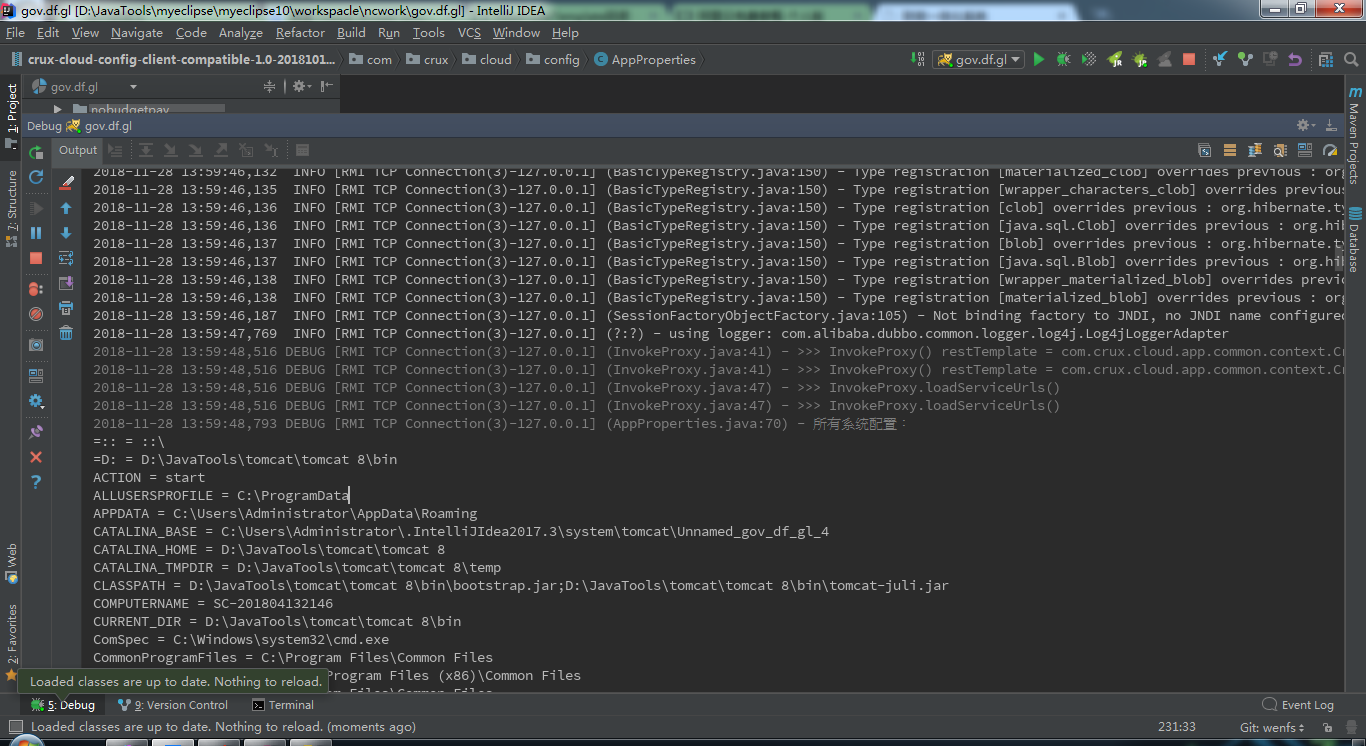 gov.df.gl [D:\JavaTools\myeclipse\myeclipse10\workspacle\ncwork\gov.df.gl] - IntelliJ IDEA
File Edit View Navigate Code Analyze Refactor Build Run Tools VCS Window Help
crux-cloud-config-client-compatible-1.0-2018101... com crux cloud config AppProperties gov.df.gl
1: Project
gov.df.gl
nobudgetpay
Debug gov.df.gl
Output
2018-11-28 13:59:46,132 INFO [RMI TCP Connection(3)-127.0.0.1] (BasicTypeRegistry.java:150) - Type registration [materialized_clob] overrides previous : org
2018-11-28 13:59:46,135 INFO [RMI TCP Connection(3)-127.0.0.1] (BasicTypeRegistry.java:150) - Type registration [wrapper_characters_clob] overrides previous
2018-11-28 13:59:46,136 INFO [RMI TCP Connection(3)-127.0.0.1] (BasicTypeRegistry.java:150) - Type registration [clob] overrides previous : org.hibernate.ty
2018-11-28 13:59:46,136 INFO [RMI TCP Connection(3)-127.0.0.1] (BasicTypeRegistry.java:150) - Type registration [java.sql.Clob] overrides previous : org.hib
2018-11-28 13:59:46,137 INFO [RMI TCP Connection(3)-127.0.0.1] (BasicTypeRegistry.java:150) - Type registration [blob] overrides previous : org.hibernate.ty
2018-11-28 13:59:46,137 INFO [RMI TCP Connection(3)-127.0.0.1] (BasicTypeRegistry.java:150) - Type registration [java.sql.Blob] overrides previous : org.hib
2018-11-28 13:59:46,138 INFO [RMI TCP Connection(3)-127.0.0.1] (BasicTypeRegistry.java:150) - Type registration [wrapper_materialized_blob] overrides previo
2018-11-28 13:59:46,138 INFO [RMI TCP Connection(3)-127.0.0.1] (BasicTypeRegistry.java:150) - Type registration [materialized_blob] overrides previous : org
2018-11-28 13:59:46,187 INFO [RMI TCP Connection(3)-127.0.0.1] (SessionFactoryObjectFactory.java:105) - Not binding factory to JNDI, no JNDI name configured
2018-11-28 13:59:47,769 INFO [RMI TCP Connection(3)-127.0.0.1] (?:?) - using logger: com.alibaba.dubbo.common.logger.log4j.Log4jLoggerAdapter
2018-11-28 13:59:48,516 DEBUG [RMI TCP Connection(3)-127.0.0.1] (InvokeProxy.java:41) - >>> InvokeProxy() restTemplate = com.crux.cloud.app.common.context.Cr
2018-11-28 13:59:48,516 DEBUG [RMI TCP Connection(3)-127.0.0.1] (InvokeProxy.java:41) - >>> InvokeProxy() restTemplate = com.crux.cloud.app.common.context.Cr
2018-11-28 13:59:48,516 DEBUG [RMI TCP Connection(3)-127.0.0.1] (InvokeProxy.java:47) - >>> InvokeProxy.loadServiceUrls()
2018-11-28 13:59:48,516 DEBUG [RMI TCP Connection(3)-127.0.0.1] (InvokeProxy.java:47) - >>> InvokeProxy.loadServiceUrls()
2018-11-28 13:59:48,793 DEBUG [RMI TCP Connection(3)-127.0.0.1] (AppProperties.java:70) - 所有系统配置：
=:: = ::\
=D: = D:\JavaTools\tomcat\tomcat 8\bin
ACTION = start
ALLUSERSPROFILE = C:\ProgramData
APPDATA = C:\Users\Administrator\AppData\Roaming
CATALINA_BASE = C:\Users\Administrator\.IntelliJIdea2017.3\system\tomcat\Unnamed_gov_df_gl_4
CATALINA_HOME = D:\JavaTools\tomcat\tomcat 8
CATALINA_TMPDIR = D:\JavaTools\tomcat\tomcat 8\temp
CLASSPATH = D:\JavaTools\tomcat\tomcat 8\bin\bootstrap.jar;D:\JavaTools\tomcat\tomcat 8\bin\tomcat-juli.jar
COMPUTERNAME = SC-201804132146
CURRENT_DIR = D:\JavaTools\tomcat\tomcat 8\bin
ComSpec = C:\Windows\system32\cmd.exe
CommonProgramFiles = C:\Program Files\Common Files
rogram Files (x86)\Common Files
rogram Files\Common Files
7: Structure
Web
2: Favorites
Maven Projects
Database
Loaded classes are up to date. Nothing to reload.
5: Debug 9: Version Control Terminal Event Log
Loaded classes are up to date. Nothing to reload. (moments ago) 231:33 Git: wenfs